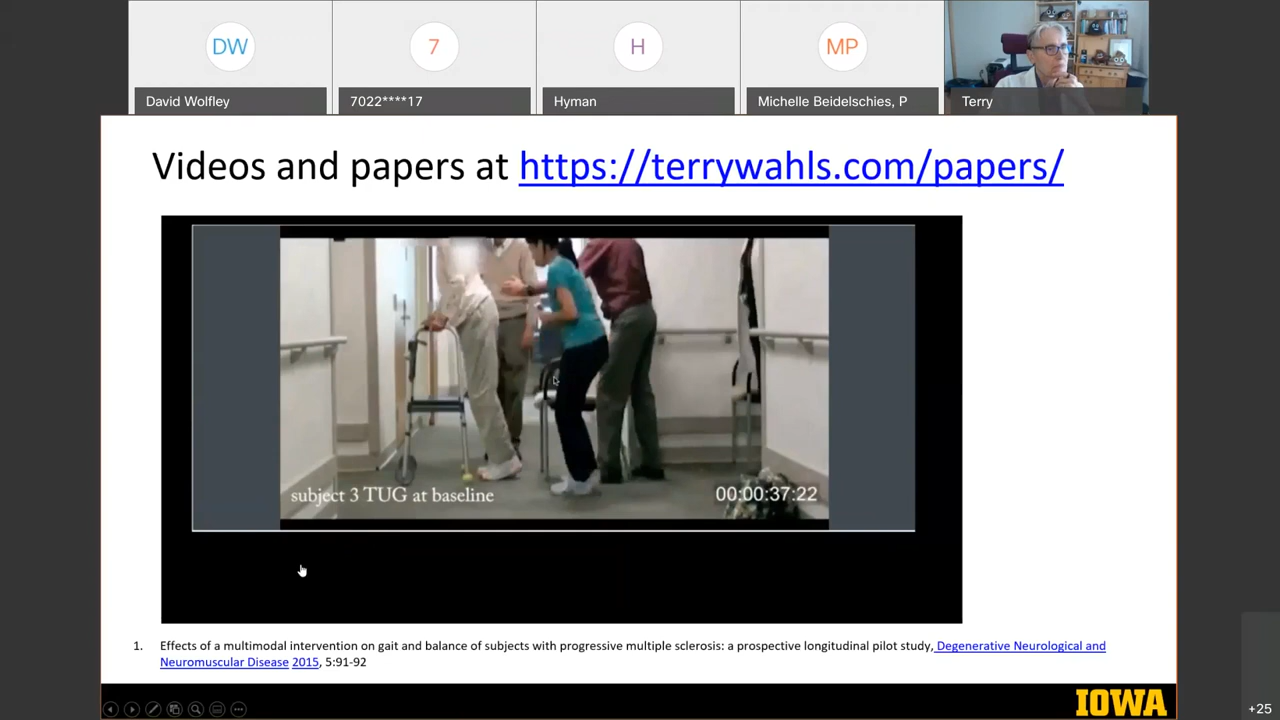 DW
7
H
MP
David Wolfley
7022****17
Hyman
Michelle Beidelschies, P
Terry
Videos and papers at https://terrywahls.com/papers/
subject 3 TUG at baseline
00:00:37:22
1. Effects of a multimodal intervention on gait and balance of subjects with progressive multiple sclerosis: a prospective longitudinal pilot study, Degenerative Neurological and
Neuromuscular Disease 2015, 5:91-92
IOWA
+25